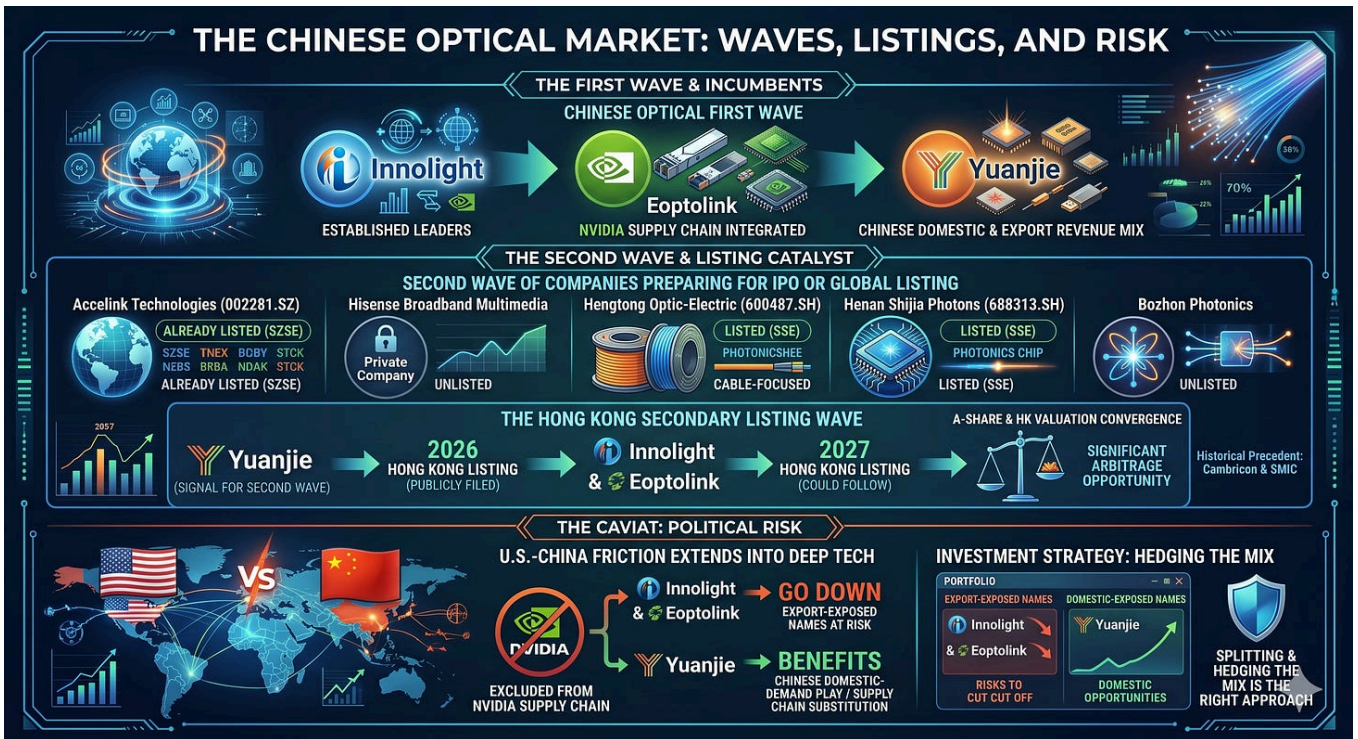 THE CHINESE OPTICAL MARKET: WAVES, LISTINGS, AND RISK
THE FIRST WAVE & INCUMBENTS
CHINESE OPTICAL FIRST WAVE
Innolight
ESTABLISHED LEADERS
Eoptolink
NVIDIA SUPPLY CHAIN INTEGRATED
Yuanjie
CHINESE DOMESTIC & EXPORT REVENUE MIX
38%
26%
22%
70%
THE SECOND WAVE & LISTING CATALYST
SECOND WAVE OF COMPANIES PREPARING FOR IPO OR GLOBAL LISTING
Accelink Technologies (002281.SZ)
ALREADY LISTED (SZSE)
SZSE TNEX BDBY STCK
NEBS BRBA NDAK STCK
ALREADY LISTED (SZSE)
Hisense Broadband Multimedia
Private
Company
UNLISTED
Hengtong Optic-Electric (600487.SH)
LISTED (SSE)
PHOTONICSHEE
CABLE-FOCUSED
Henan Shijia Photons (688313.SH)
LISTED (SSE)
PHOTONICS CHIP
LISTED (SSE)
Bozhon Photonics
UNLISTED
2057
THE HONG KONG SECONDARY LISTING WAVE
Yuanjie
(SIGNAL FOR SECOND WAVE)
2026
HONG KONG LISTING
(PUBLICLY FILED)
Innolight
& Eoptolink
2027
HONG KONG LISTING
(COULD FOLLOW)
A-SHARE & HK VALUATION CONVERGENCE
SIGNIFICANT
ARBITRAGE
OPPORTUNITY
Historical Precedent:
Cambricon & SMIC
THE CAVIAT: POLITICAL RISK
VS
U.S.-CHINA FRICTION EXTENDS INTO DEEP TECH
NVIDIA
EXCLUDED FROM
NVIDIA SUPPLY CHAIN
Innolight
& Eoptolink
GO DOWN
EXPORT-EXPOSED
NAMES AT RISK
Yuanjie
BENEFITS
CHINESE DOMESTIC-
DEMAND PLAY / SUPPLY
CHAIN SUBSTITUTION
INVESTMENT STRATEGY: HEDGING THE MIX
PORTFOLIO
EXPORT-EXPOSED NAMES
Innolight
& Eoptolink
RISKS TO
CUT CUT OFF
DOMESTIC-EXPOSED NAMES
Yuanjie
DOMESTIC
OPPORTUNITIES
SPLITTING &
HEDGING THE
MIX IS THE
RIGHT APPROACH